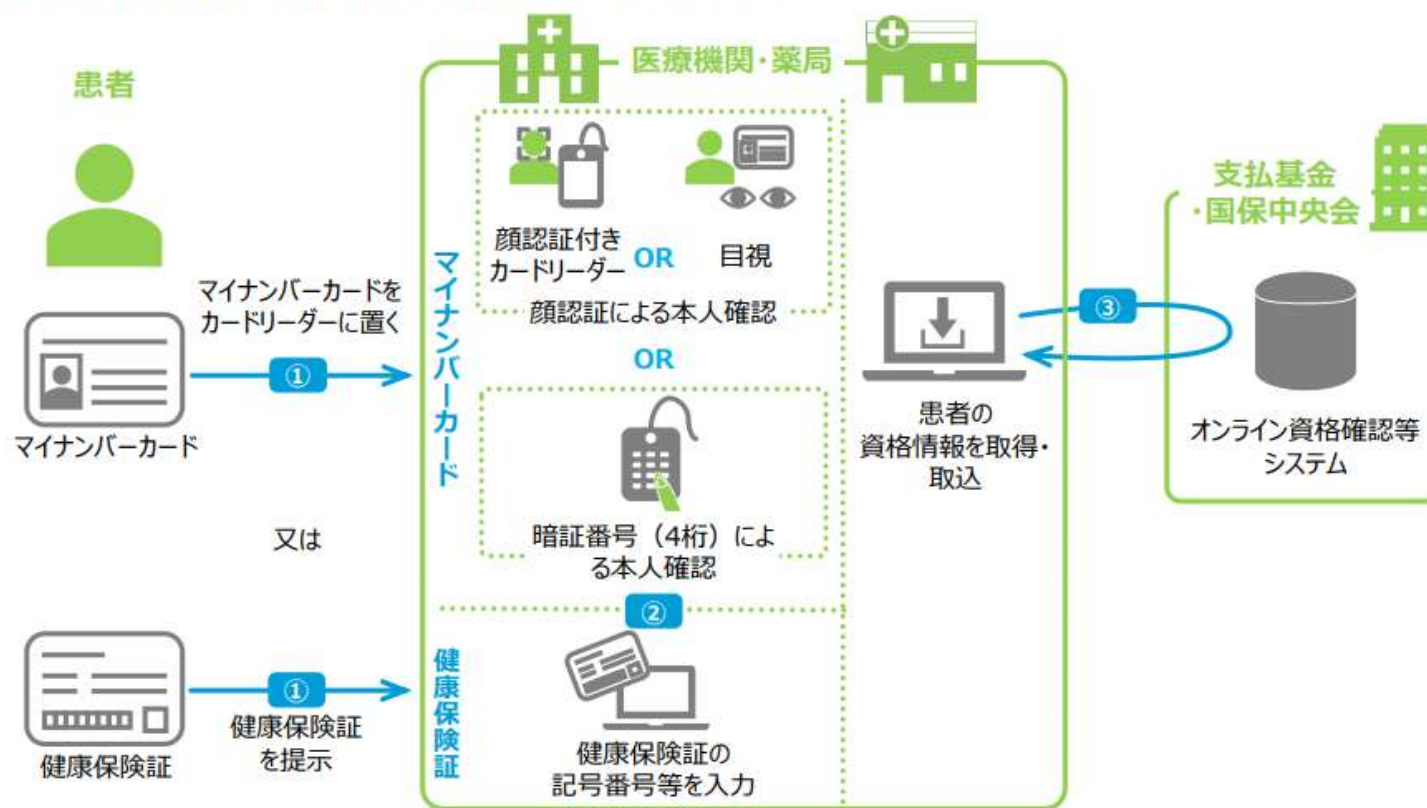 患者
医療機関・薬局
支払基金
・国保中央会
マイナンバーカードを
カードリーダーに置く
①
マイナンバーカード
又は
①
健康保険証
を提示
健康保険証
マイナンバーカード
顔認証付き
カードリーダー
OR
目視
顔認証による本人確認
OR
暗証番号（4桁）によ
る本人確認
②
健康保険証
健康保険証の
記号番号等を入力
患者の
資格情報を取得・
取込
③
オンライン資格確認等
システム